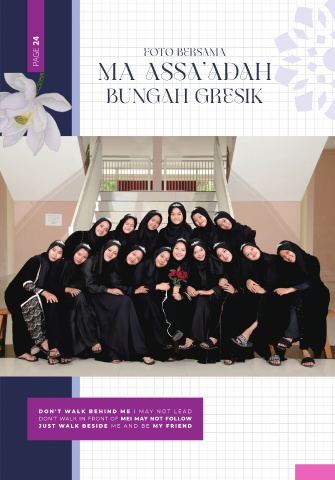 PAGE 24
FOTO BERSAMA
MA ASSA'ADAH
BUNGAH GRESIK
DON'T WALK BEHIND ME I MAY NOT LEAD
DON'T WALK IN FRONT OF MEI MAY NOT FOLLOW
JUST WALK BESIDE ME AND BE MY FRIEND